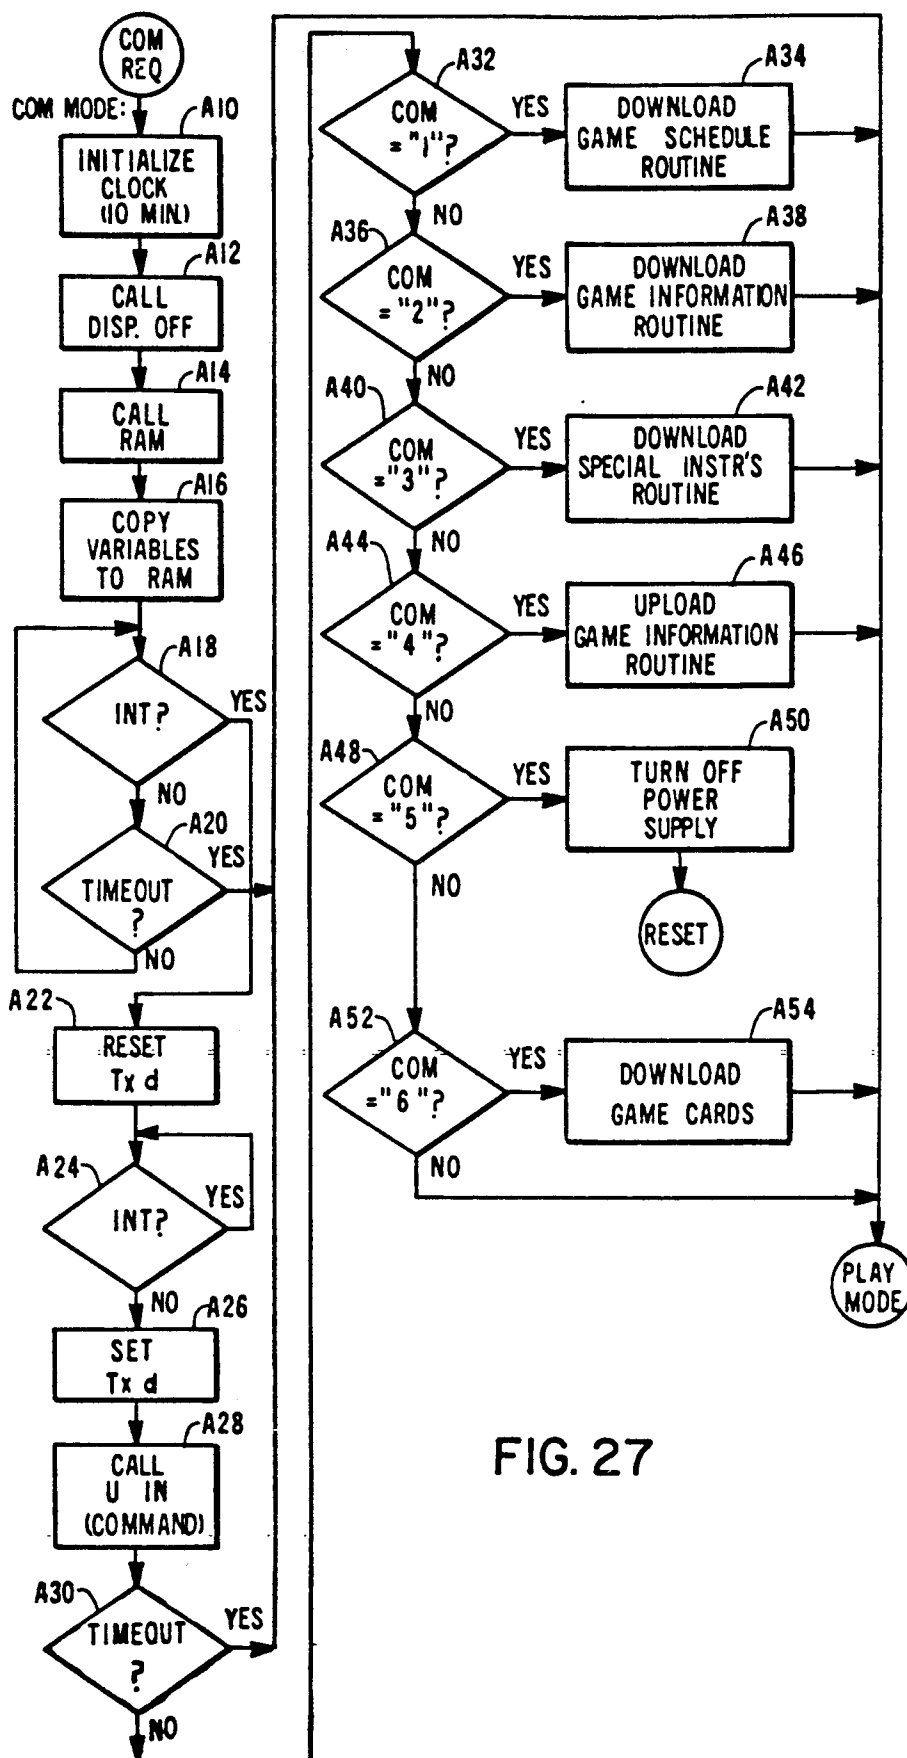 COM
REQ
COM MODE:
A10
INITIALIZE
CLOCK
(10 MIN.)
A12
CALL
DISP. OFF
A14
CALL
RAM
A16
COPY
VARIABLES
TO RAM
A18
INT?
YES
NO
A20
TIMEOUT
?
YES
NO
A22
RESET
Tx d
A24
INT?
YES
NO
A26
SET
Tx d
A28
CALL
U IN
(COMMAND)
A30
TIMEOUT
?
YES
NO
A32
COM
="1"?
YES
NO
A34
DOWNLOAD
GAME SCHEDULE
ROUTINE
A36
COM
="2"?
YES
NO
A38
DOWNLOAD
GAME INFORMATION
ROUTINE
A40
COM
="3"?
YES
NO
A42
DOWNLOAD
SPECIAL INSTR'S
ROUTINE
A44
COM
="4"?
YES
NO
A46
UPLOAD
GAME INFORMATION
ROUTINE
A48
COM
="5"?
YES
NO
A50
TURN OFF
POWER
SUPPLY
RESET
A52
COM
="6"?
YES
NO
A54
DOWNLOAD
GAME CARDS
PLAY
MODE
FIG. 27